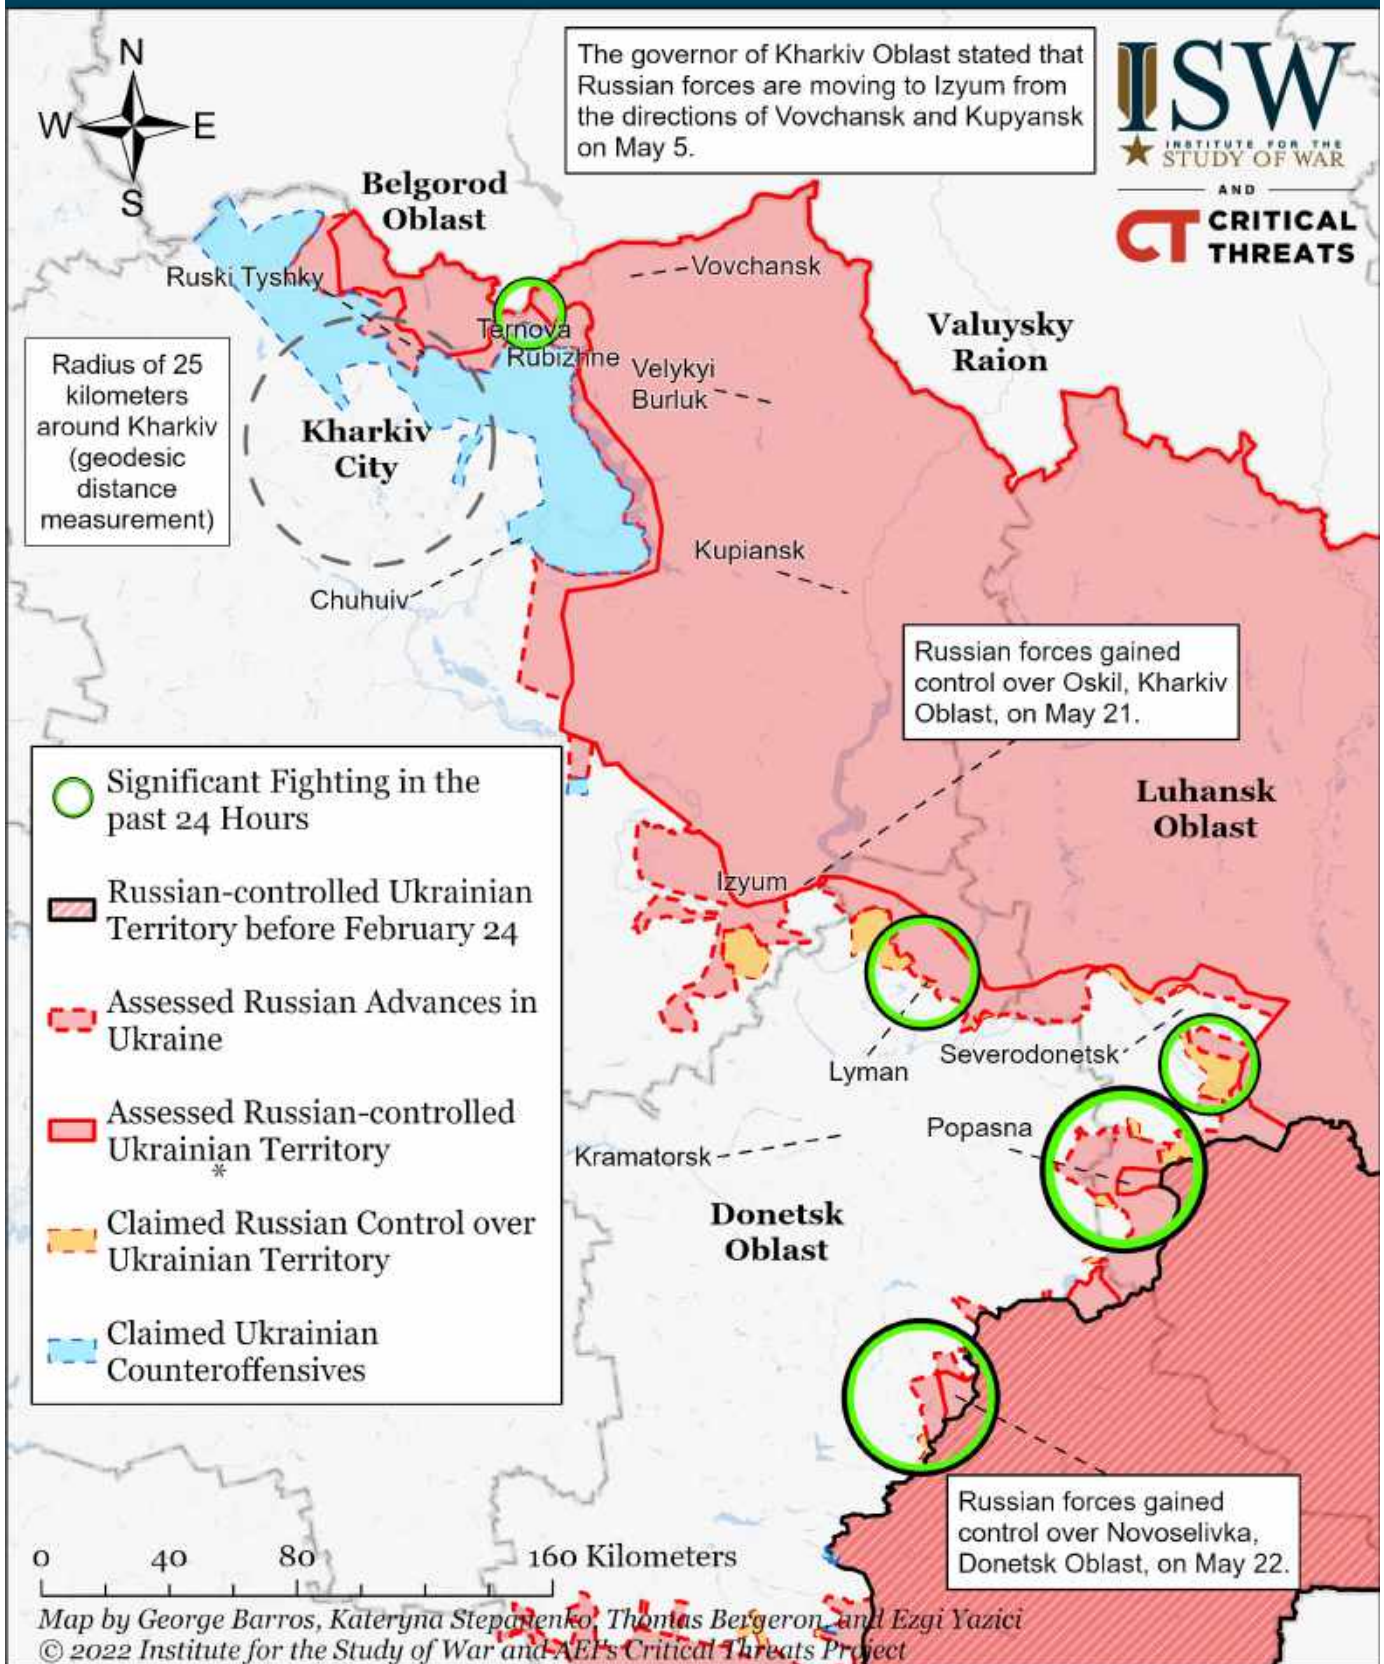 N
W
E
S
The governor of Kharkiv Oblast stated that
Russian forces are moving to Izyum from
the directions of Vovchansk and Kupyansk
on May 5.
ISW
INSTITUTE FOR THE
STUDY OF WAR
AND
CT CRITICAL
THREATS
Belgorod
Oblast
Ruski Tyshky
Vovchansk
Ternova
Rubizhne
Valuysky
Raion
Velykyi
Burluk
Radius of 25
kilometers
around Kharkiv
(geodesic
distance
measurement)
Kharkiv
City
Kupiansk
Chuhuiv
Russian forces gained
control over Oskil, Kharkiv
Oblast, on May 21.
Luhansk
Oblast
Izyum
Significant Fighting in the
past 24 Hours
Russian-controlled Ukrainian
Territory before February 24
Assessed Russian Advances in
Ukraine
Assessed Russian-controlled
Ukrainian Territory
*
Claimed Russian Control over
Ukrainian Territory
Claimed Ukrainian
Counteroffensives
Lyman
Severodonetsk
Popasna
Kramatorsk
Donetsk
Oblast
Russian forces gained
control over Novoselivka,
Donetsk Oblast, on May 22.
0 40 80 160 Kilometers
Map by George Barros, Kateryna Stepanenko, Thomas Bergeron, and Ezgi Yazici
© 2022 Institute for the Study of War and AEI's Critical Threats Project